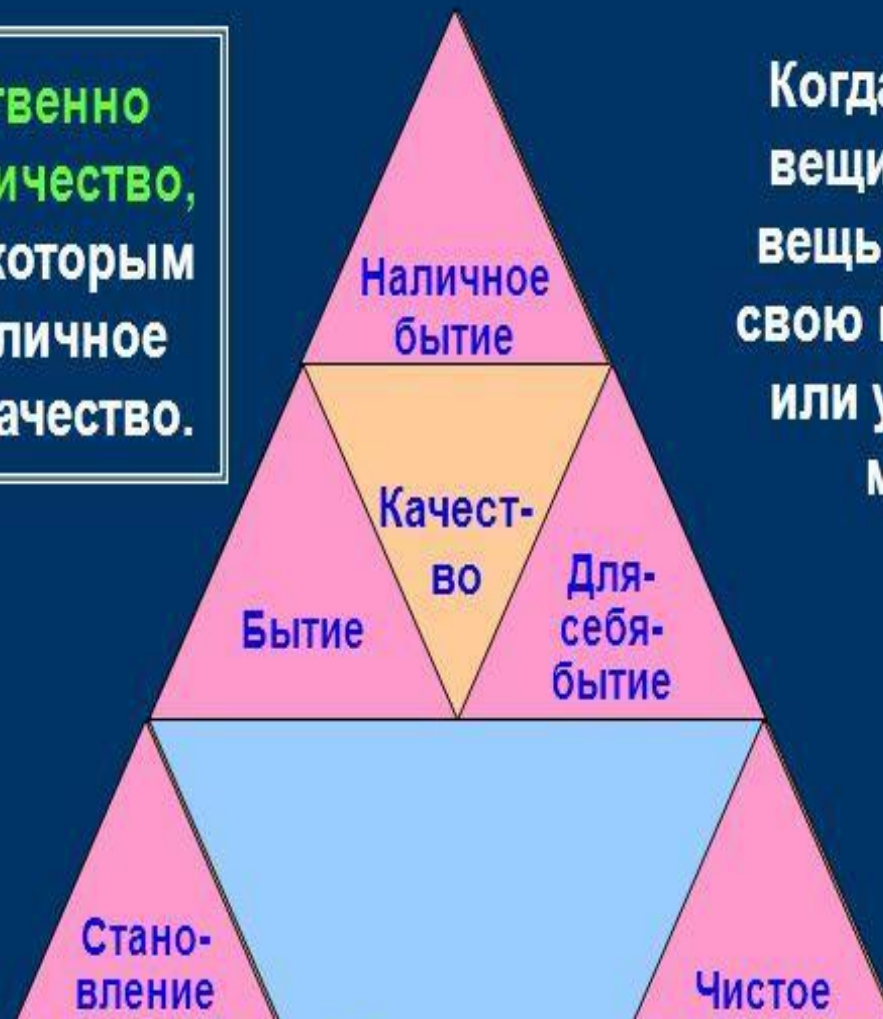 твенно
ичество,
которым
личное
ачество.
Когда
вещи
вещь
свою
или у
м
Наличное
бытие
Качест-
во
Бытие
Для-
себя-
бытие
Стано-
вление
Чистое